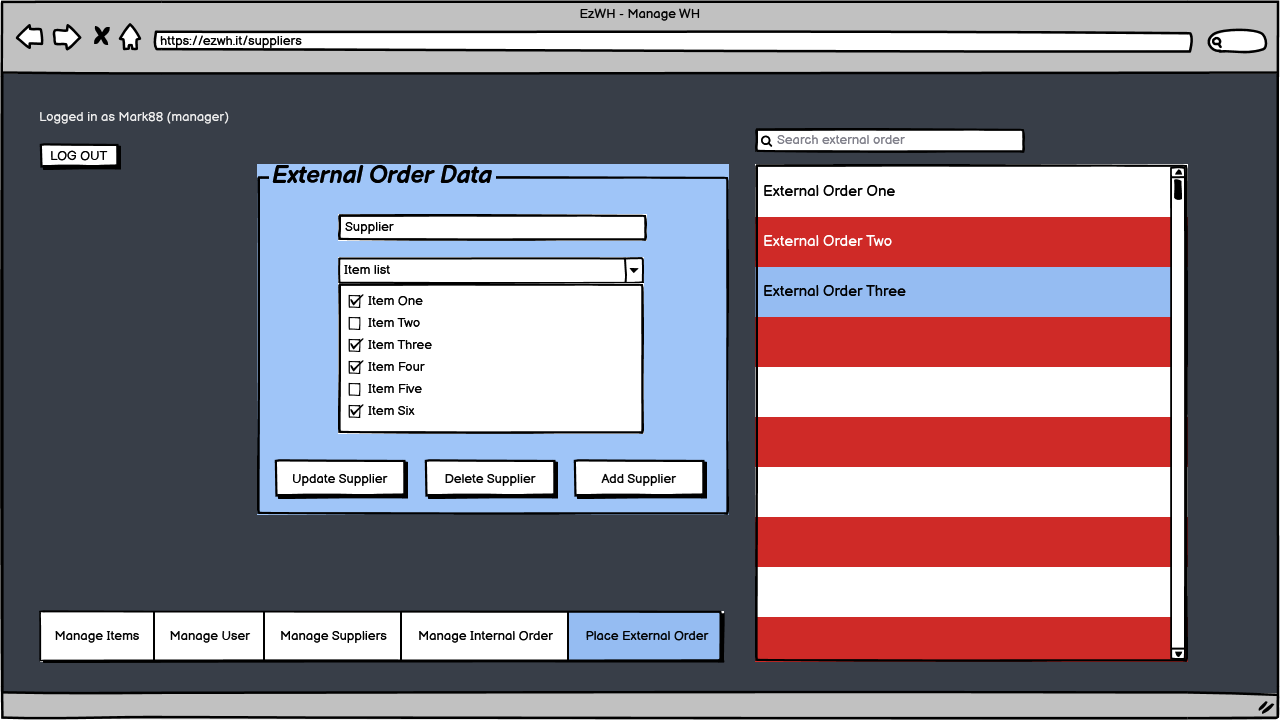 EzWH - Manage WH
https://ezwh.it/suppliers
Logged in as Mark88 (manager)
LOG OUT
External Order Data
Supplier
Item list
Item One
Item Two
Item Three
Item Four
Item Five
Item Six
Update Supplier
Delete Supplier
Add Supplier
Search external order
External Order One
External Order Two
External Order Three
Manage Items
Manage User
Manage Suppliers
Manage Internal Order
Place External Order